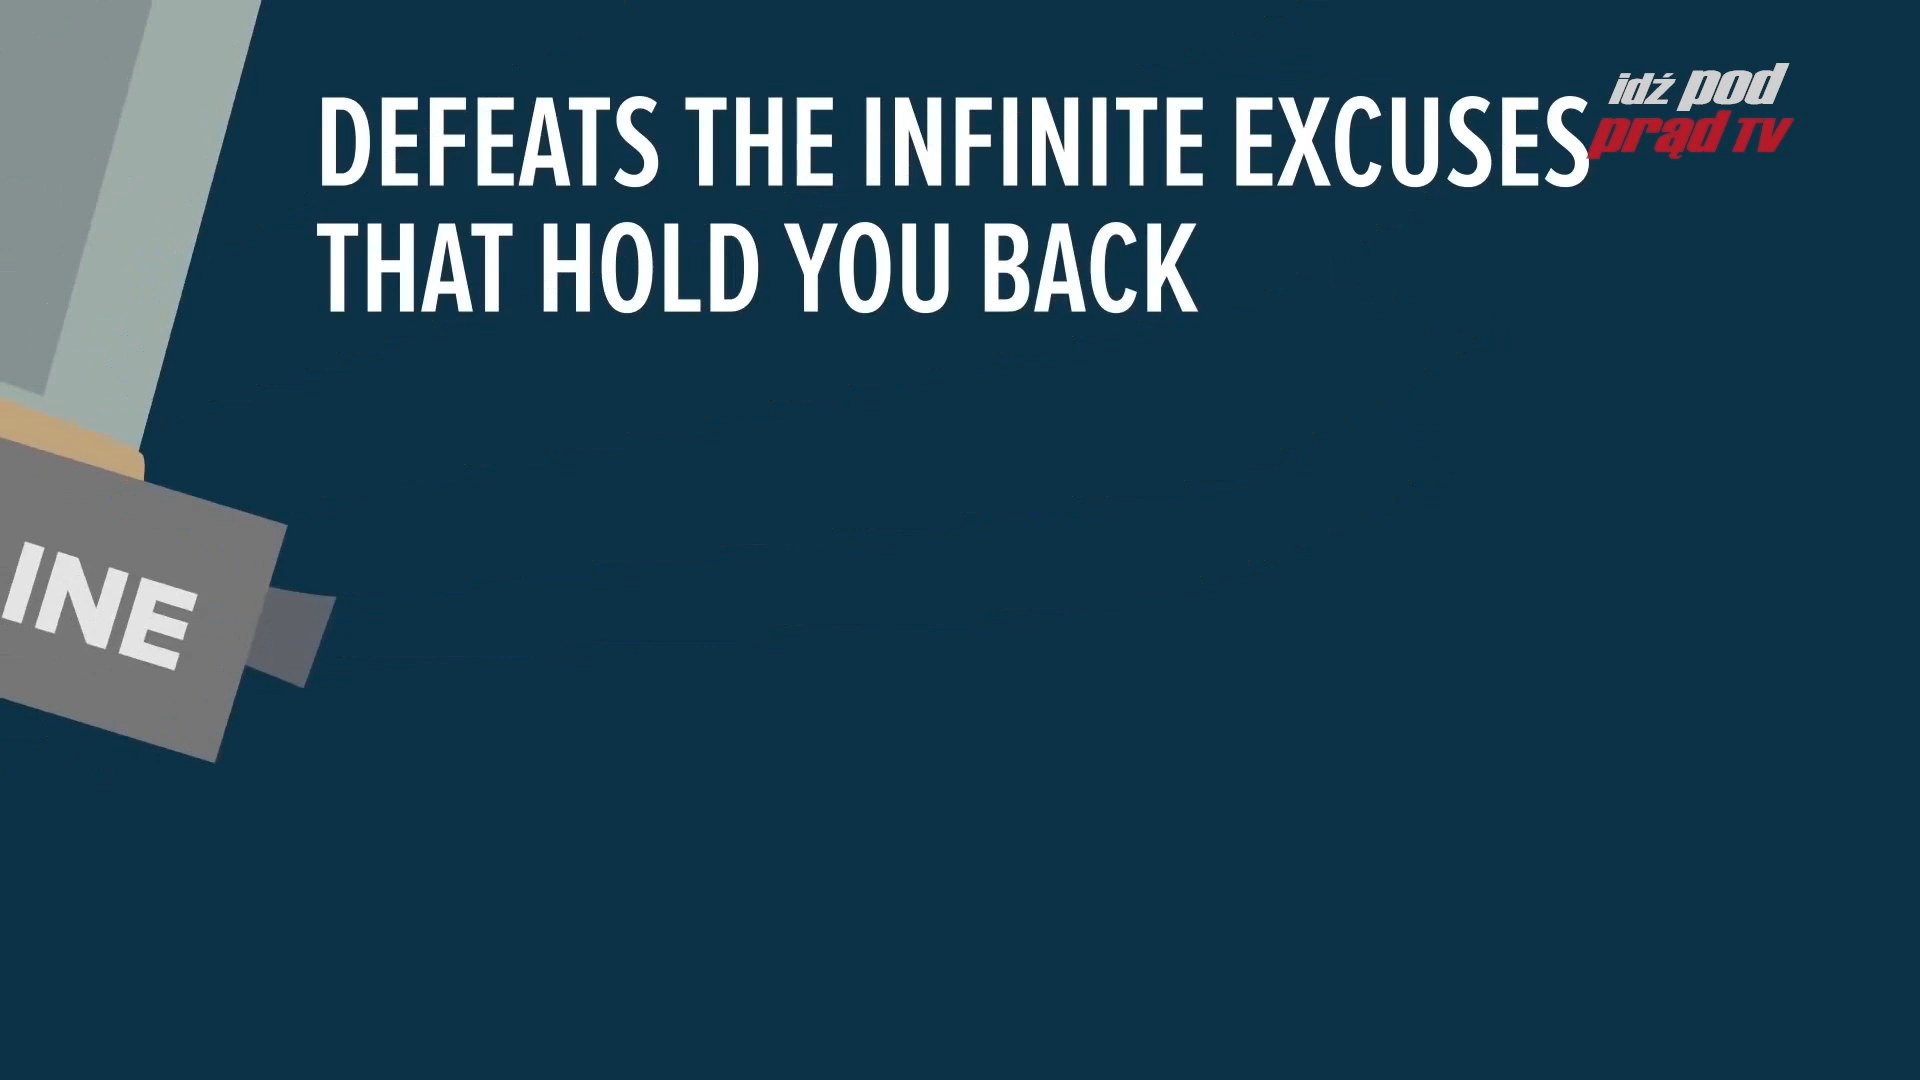 DEFEATS THE INFINITE EXCUSES
THAT HOLD YOU BACK
idź pod
prąd TV
INE